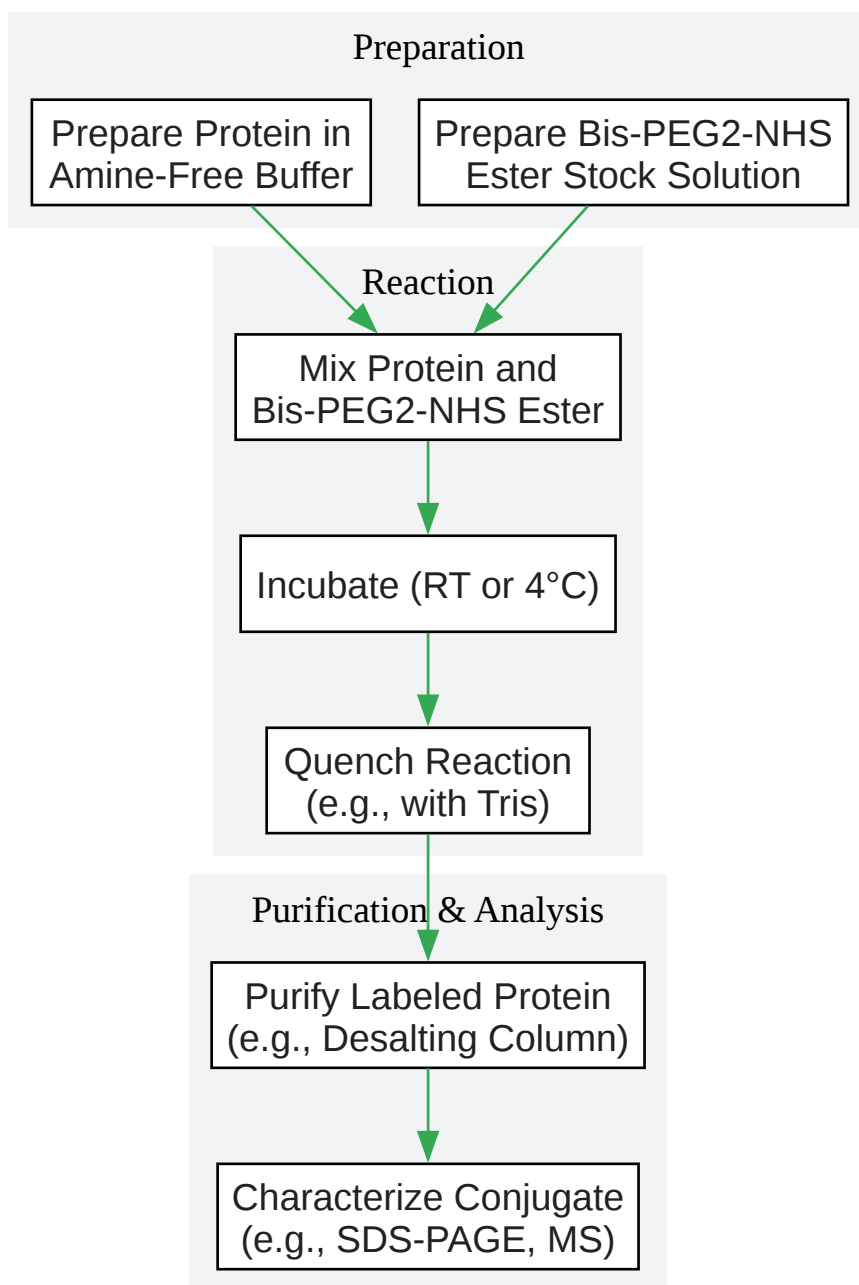 Preparation
Prepare Protein in
Amine-Free Buffer
Prepare Bis-PEG2-NHS
Ester Stock Solution
Reaction
Mix Protein and
Bis-PEG2-NHS Ester
Incubate (RT or 4°C)
Quench Reaction
(e.g., with Tris)
Purification & Analysis
Purify Labeled Protein
(e.g., Desalting Column)
Characterize Conjugate
(e.g., SDS-PAGE, MS)